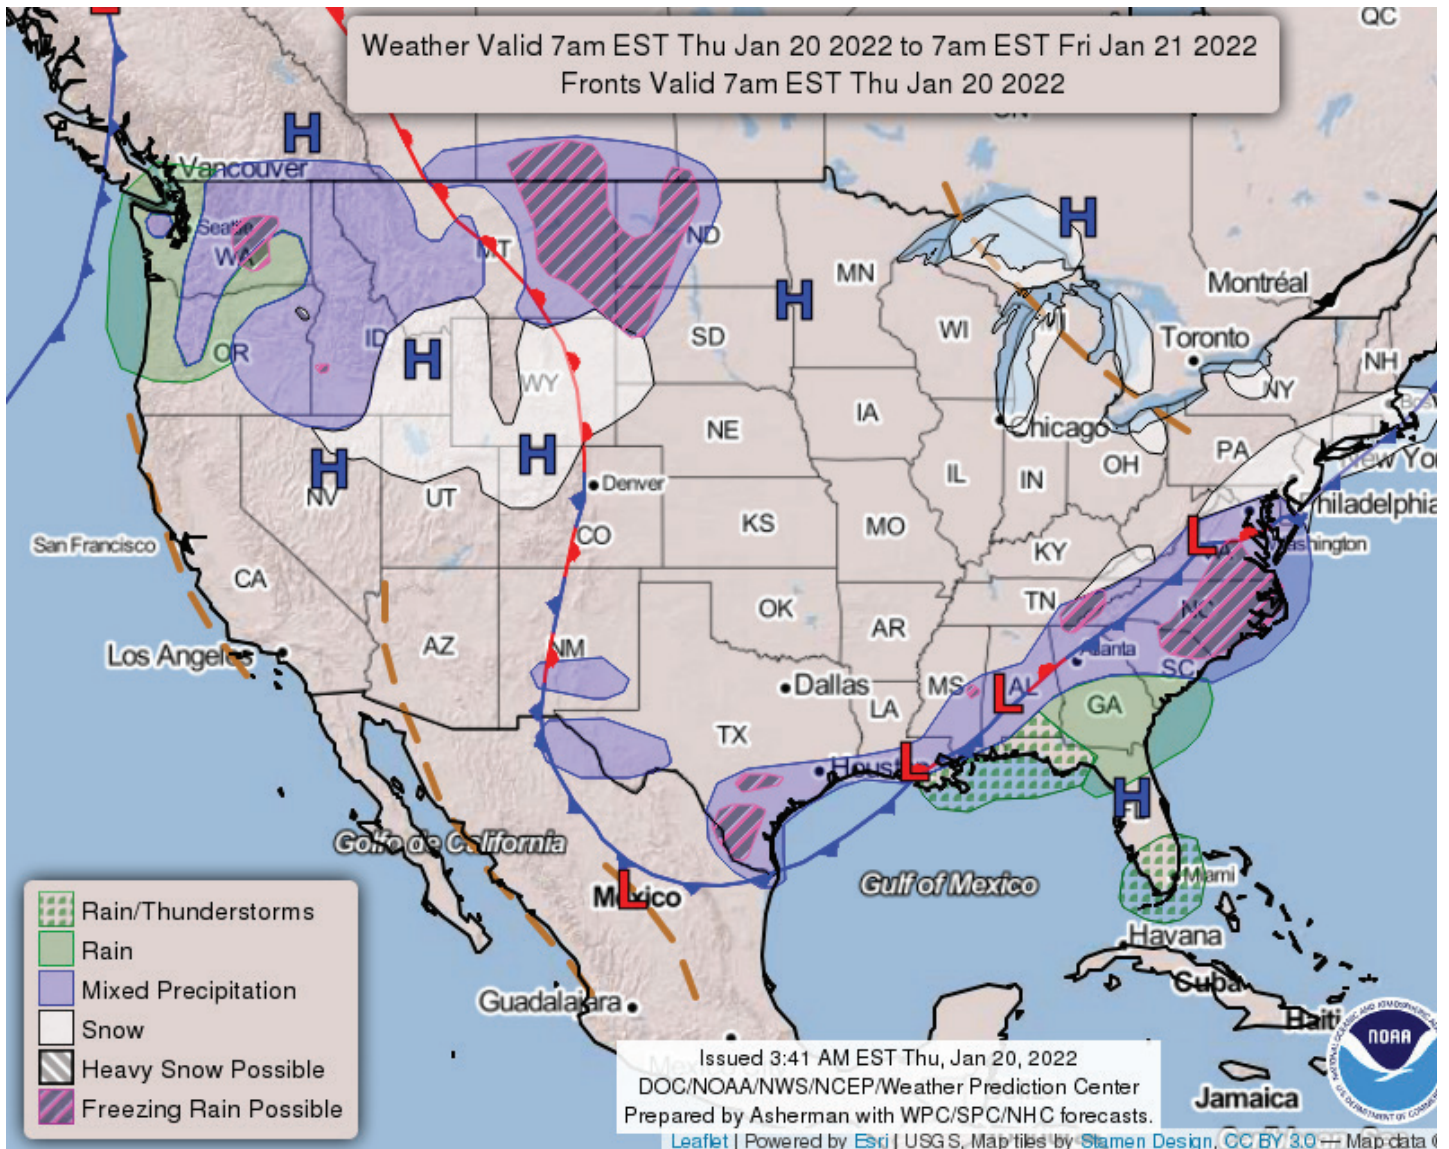 QC
Weather Valid 7am EST Thu Jan 20 2022 to 7am EST Fri Jan 21 2022
Fronts Valid 7am EST Thu Jan 20 2022
L
H
Vancouver
H
Seattle
WA
MT
ND
MN
Montréal
H
OR
ID
H
WY
SD
WI
MI
Toronto
NH
NY
IA
NE
Chicago
PA
OH
H
NV
H
UT
Denver
IL
IN
New Yo
Philadelphia
San Francisco
CO
KS
MO
KY
L
VA
Washington
CA
OK
TN
NC
AR
Los Angeles
AZ
NM
Atlanta
SC
Dallas
MS
AL
L
GA
LA
TX
Houston
L
H
Golfo de California
Gulf of Mexico
Miami
México
L
Havana
Cuba
Haiti
Guadalajara
Mexico City
Jamaica
Rain/Thunderstorms
Rain
Mixed Precipitation
Snow
Heavy Snow Possible
Freezing Rain Possible
NOAA
Issued 3:41 AM EST Thu, Jan 20, 2022
DOC/NOAA/NWS/NCEP/Weather Prediction Center
Prepared by Asherman with WPC/SPC/NHC forecasts.
Leaflet | Powered by Esri | USGS, Map tiles by Stamen Design, CC BY 3.0 — Map data ©